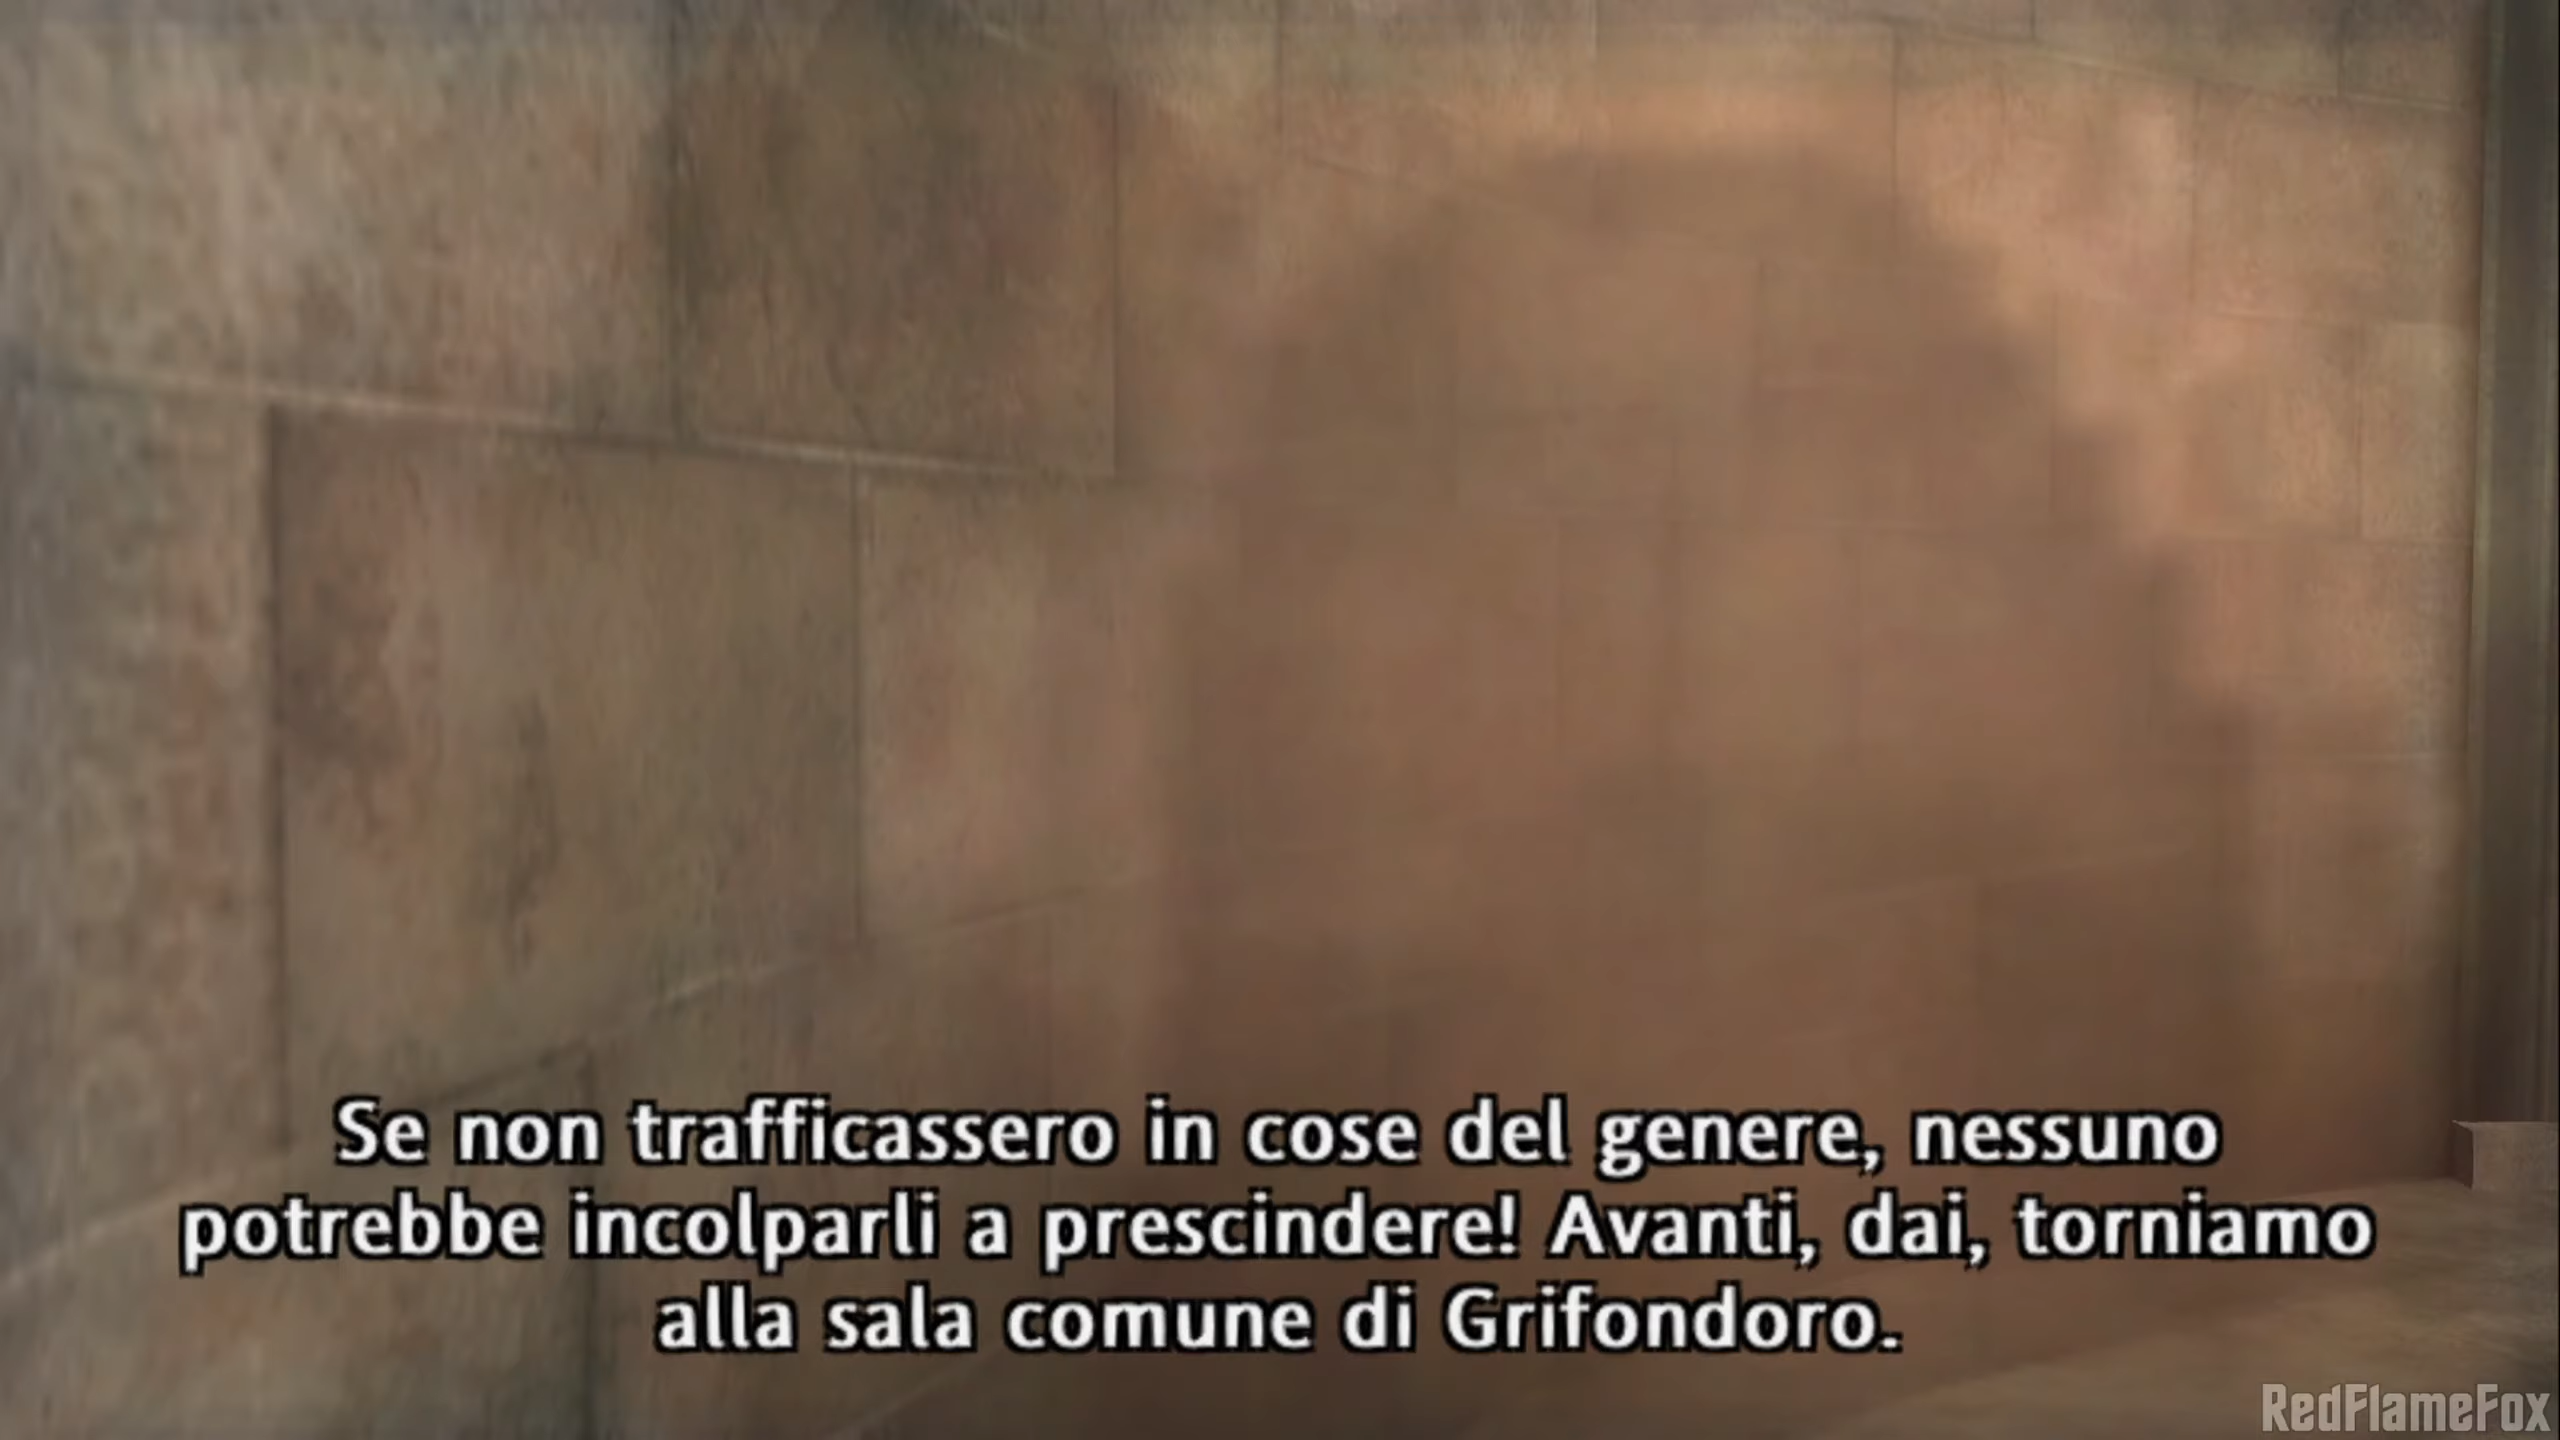 Se non trafficassero in cose del genere, nessuno
potrebbe incolparli a prescindere! Avanti, dai, torniamo
alla sala comune di Grifondoro.
RedFlameFox